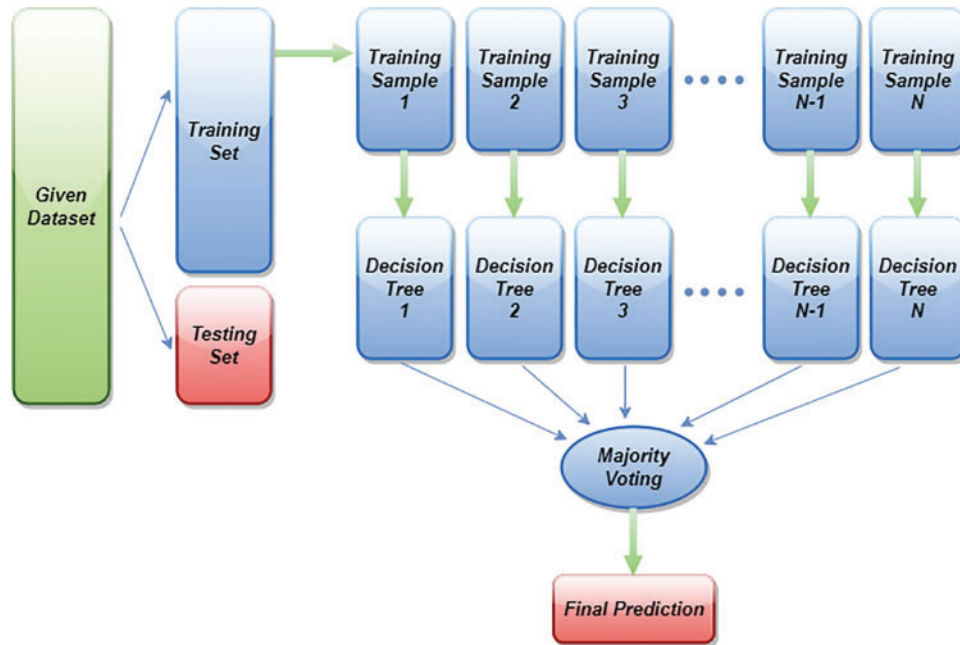 Given
Dataset
Training
Set
Testing
Set
Training
Sample
1
Training
Sample
2
Training
Sample
3
Training
Sample
N-1
Training
Sample
N
Decision
Tree
1
Decision
Tree
2
Decision
Tree
3
Decision
Tree
N-1
Decision
Tree
N
Majority
Voting
Final Prediction